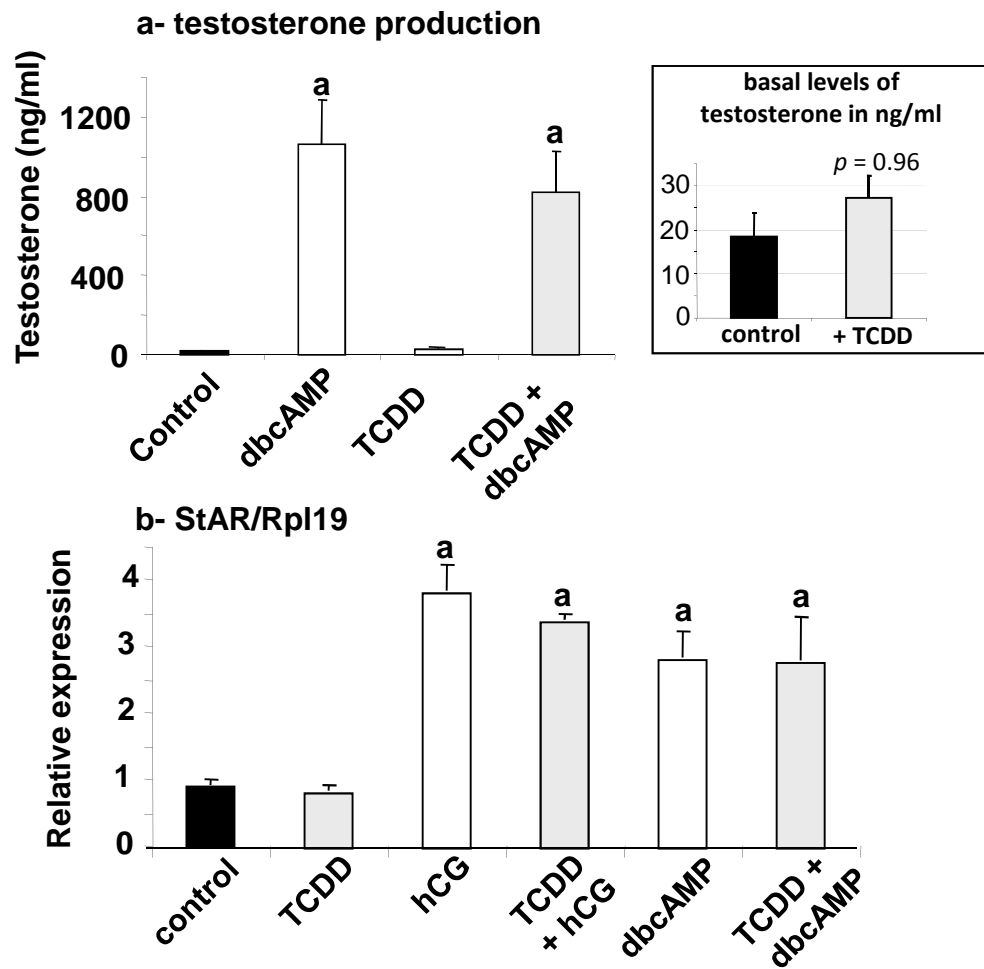 a- testosterone production
Testosterone (ng/ml)
1200
800
400
0
a
a
Control
dbcAMP
TCDD
TCDD +
dbcAMP
basal levels of
testosterone in ng/ml
p = 0.96
30
20
10
0
control
+ TCDD
b- StAR/Rpl19
Relative expression
4
3
2
1
0
a
a
a
a
control
TCDD
hCG
TCDD
+ hCG
dbcAMP
TCDD +
dbcAMP